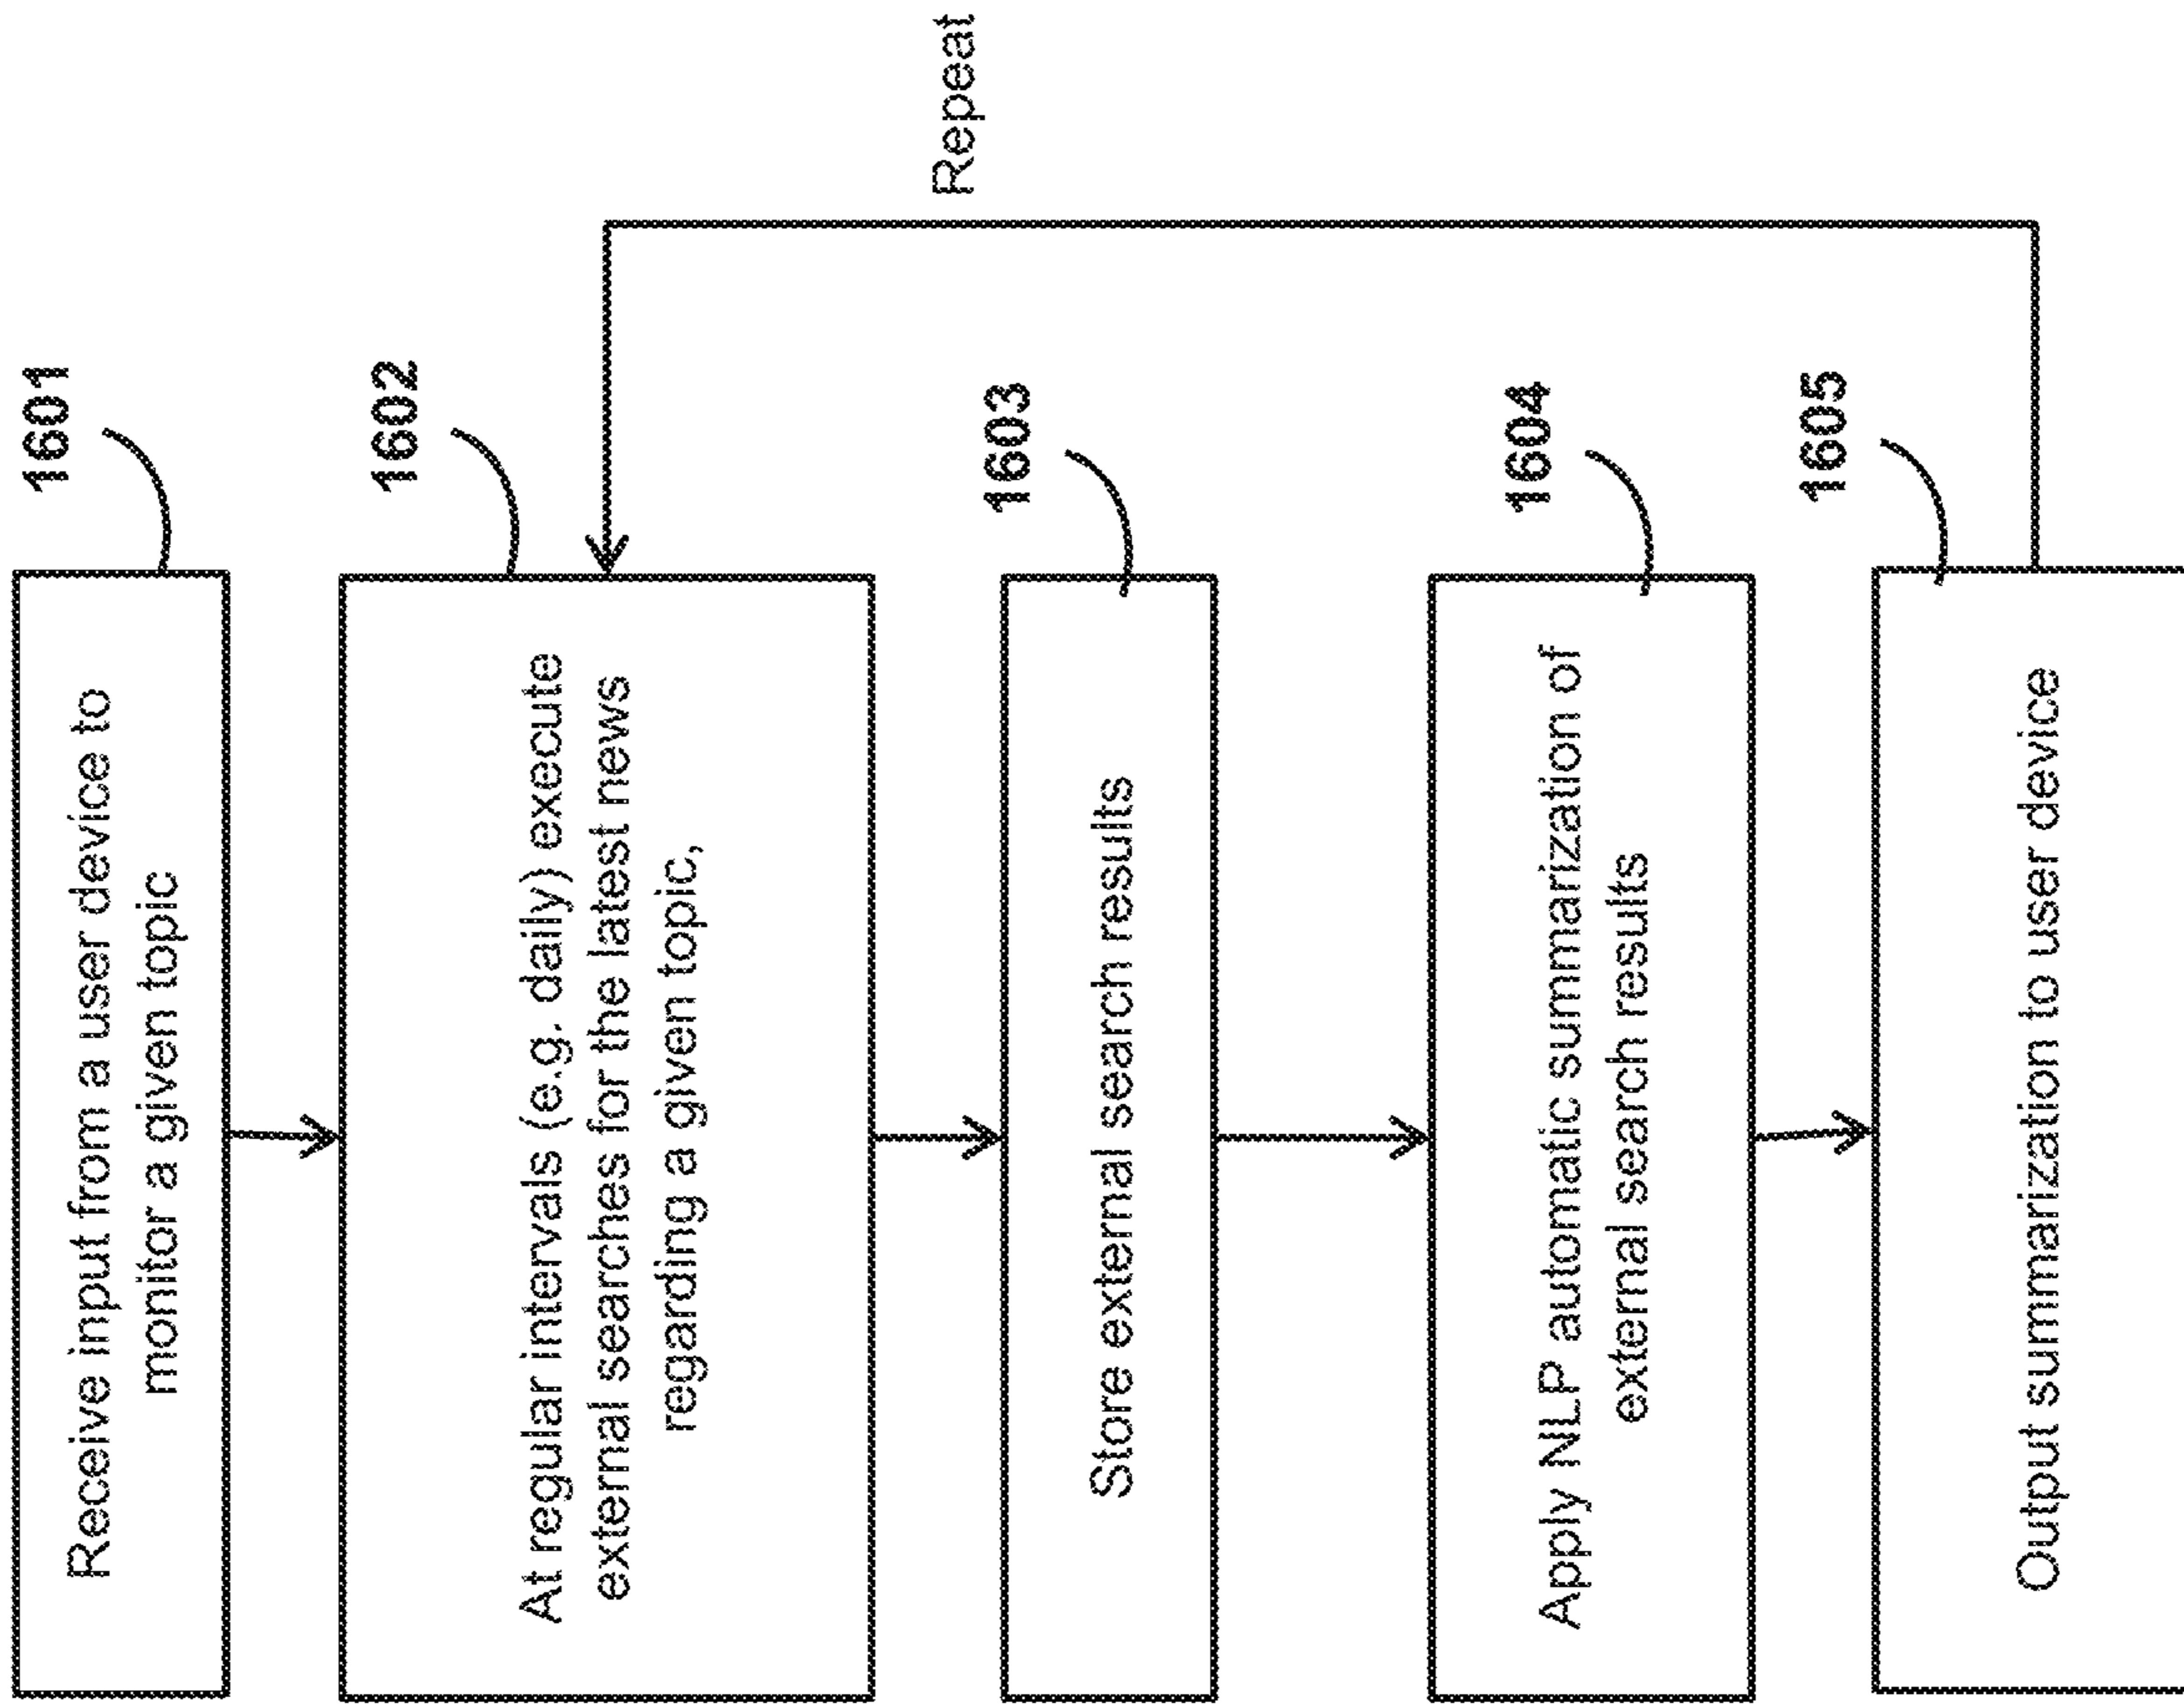 1601
Receive input from a user device to
monitor a given topic
1602
At regular intervals (e.g. daily) execute
external searches for the latest news
regarding a given topic,
Repeat
1603
Store external search results
1604
Apply NLP automatic summarization of
external search results
1605
Output summarization to user device